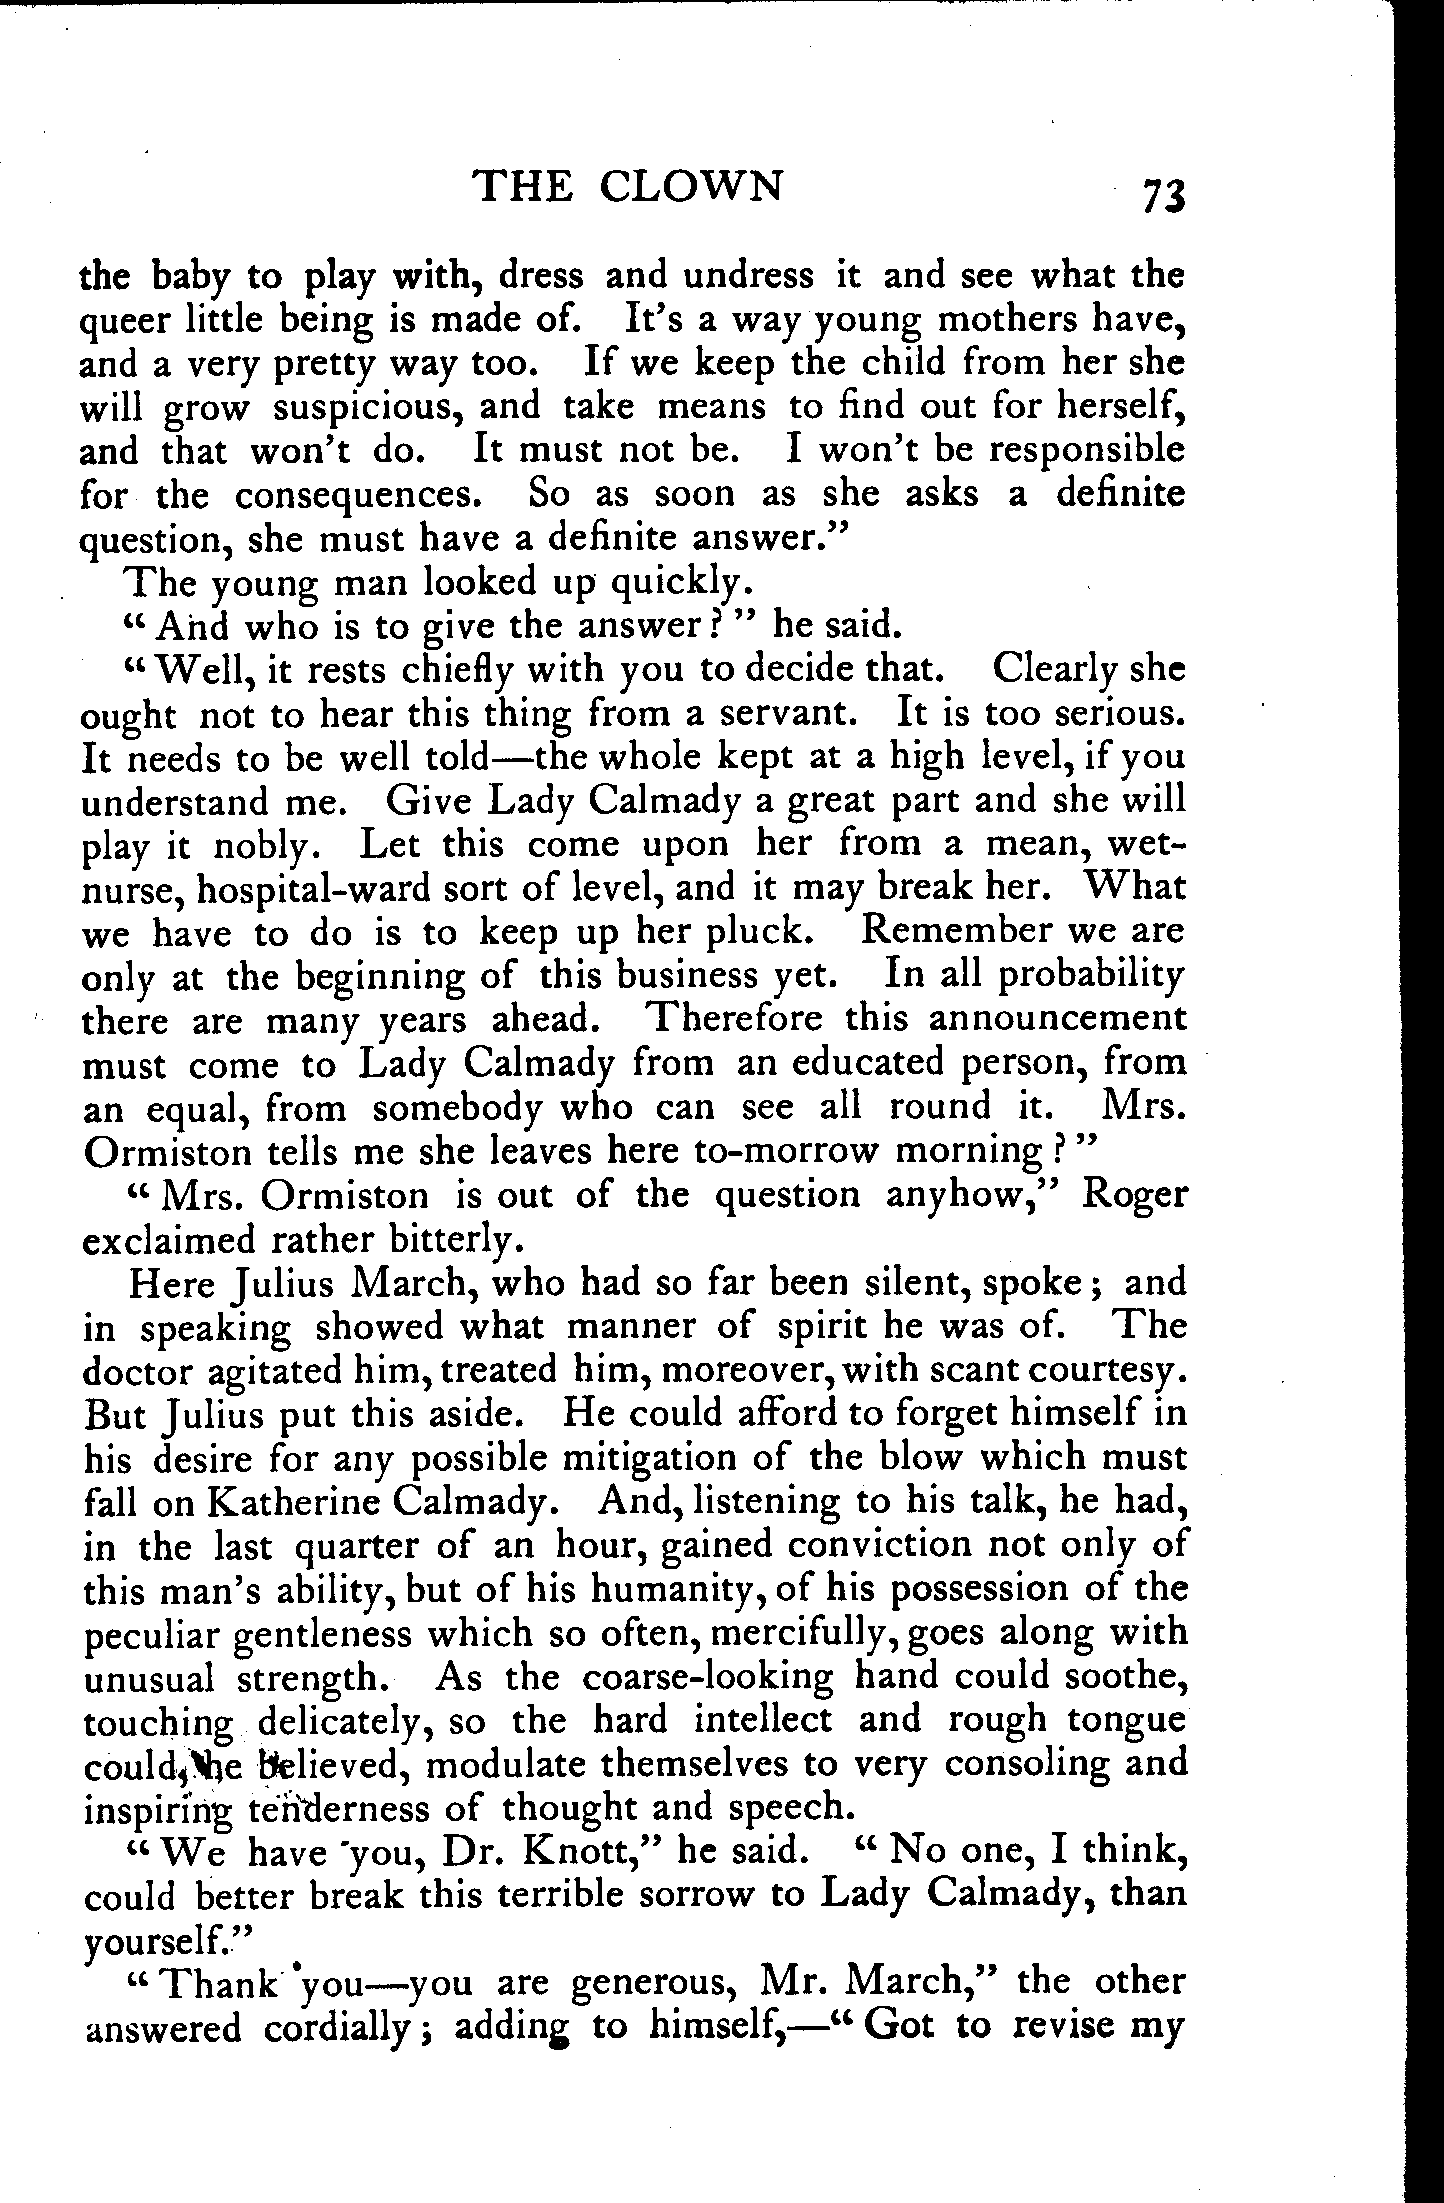 THE CLOWN 73
the baby to play with, dress and undress it and see what the
queer little being is made of. It's a way young mothers have,
and a very pretty way too. If we keep the child from her she
will grow suspicious, and take means to find out for herself,
and that won't do. It must not be. I won't be responsible
for the consequences. So as soon as she asks a definite
question, she must have a definite answer."
The young man looked up quickly.
"And who is to give the answer?" he said.
"Well, it rests chiefly with you to decide that. Clearly she
ought not to hear this thing from a servant. It is too serious.
It needs to be well told—the whole kept at a high level, if you
understand me. Give Lady Calmady a great part and she will
play it nobly. Let this come upon her from a mean, wet-
nurse, hospital-ward sort of level, and it may break her. What
we have to do is to keep up her pluck. Remember we are
only at the beginning of this business yet. In all probability
there are many years ahead. Therefore this announcement
must come to Lady Calmady from an educated person, from
an equal, from somebody who can see all round it. Mrs.
Ormiston tells me she leaves here to-morrow morning?"
"Mrs. Ormiston is out of the question anyhow," Roger
exclaimed rather bitterly.
Here Julius March, who had so far been silent, spoke; and
in speaking showed what manner of spirit he was of. The
doctor agitated him, treated him, moreover, with scant courtesy.
But Julius put this aside. He could afford to forget himself in
his desire for any possible mitigation of the blow which must
fall on Katherine Calmady. And, listening to his talk, he had,
in the last quarter of an hour, gained conviction not only of
this man's ability, but of his humanity, of his possession of the
peculiar gentleness which so often, mercifully, goes along with
unusual strength. As the coarse-looking hand could soothe,
touching delicately, so the hard intellect and rough tongue
could, he believed, modulate themselves to very consoling and
inspiring tenderness of thought and speech.
"We have you, Dr. Knott," he said. "No one, I think,
could better break this terrible sorrow to Lady Calmady, than
yourself."
"Thank you—you are generous, Mr. March," the other
answered cordially; adding to himself,—"Got to revise my